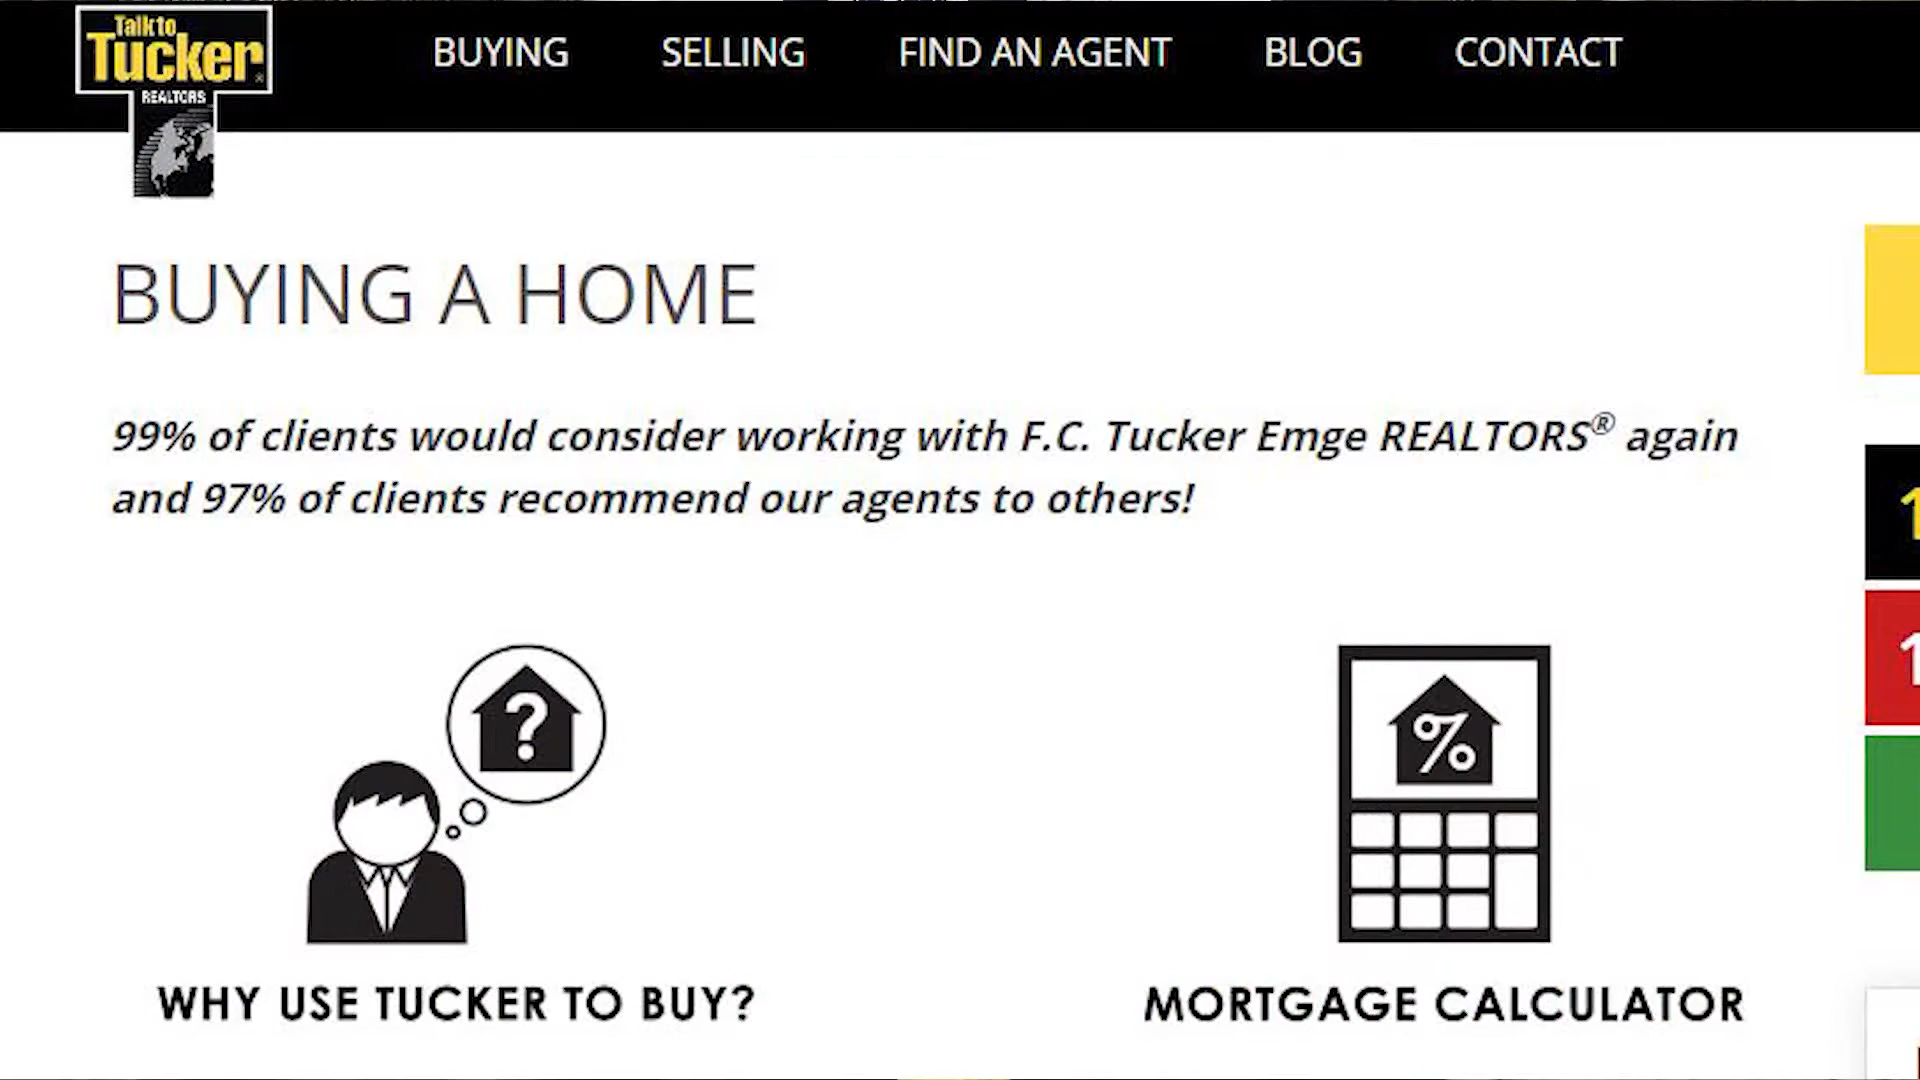 Talk to
Tucker®
REALTORS
BUYING SELLING FIND AN AGENT BLOG CONTACT
BUYING A HOME
99% of clients would consider working with F.C. Tucker Emge REALTORS® again
and 97% of clients recommend our agents to others!
?
%
WHY USE TUCKER TO BUY?
MORTGAGE CALCULATOR